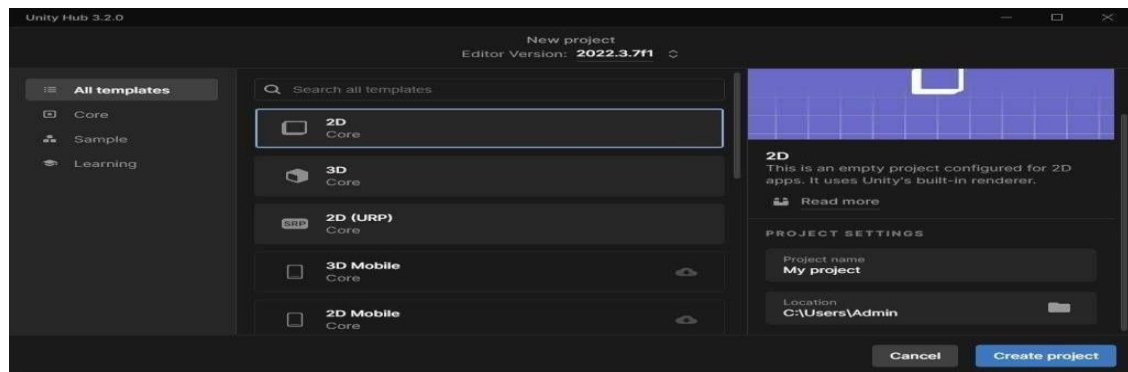 Unity Hub 3.2.0
New project
Editor Version: 2022.3.7f1
All templates
Core
Sample
Learning
Search all templates
2D
Core
3D
Core
SRP
2D (URP)
Core
3D Mobile
Core
2D Mobile
Core
2D
This is an empty project configured for 2D
apps. It uses Unity's built-in renderer.
Read more
PROJECT SETTINGS
Project name
My project
Location
C:\Users\Admin
Cancel
Create project